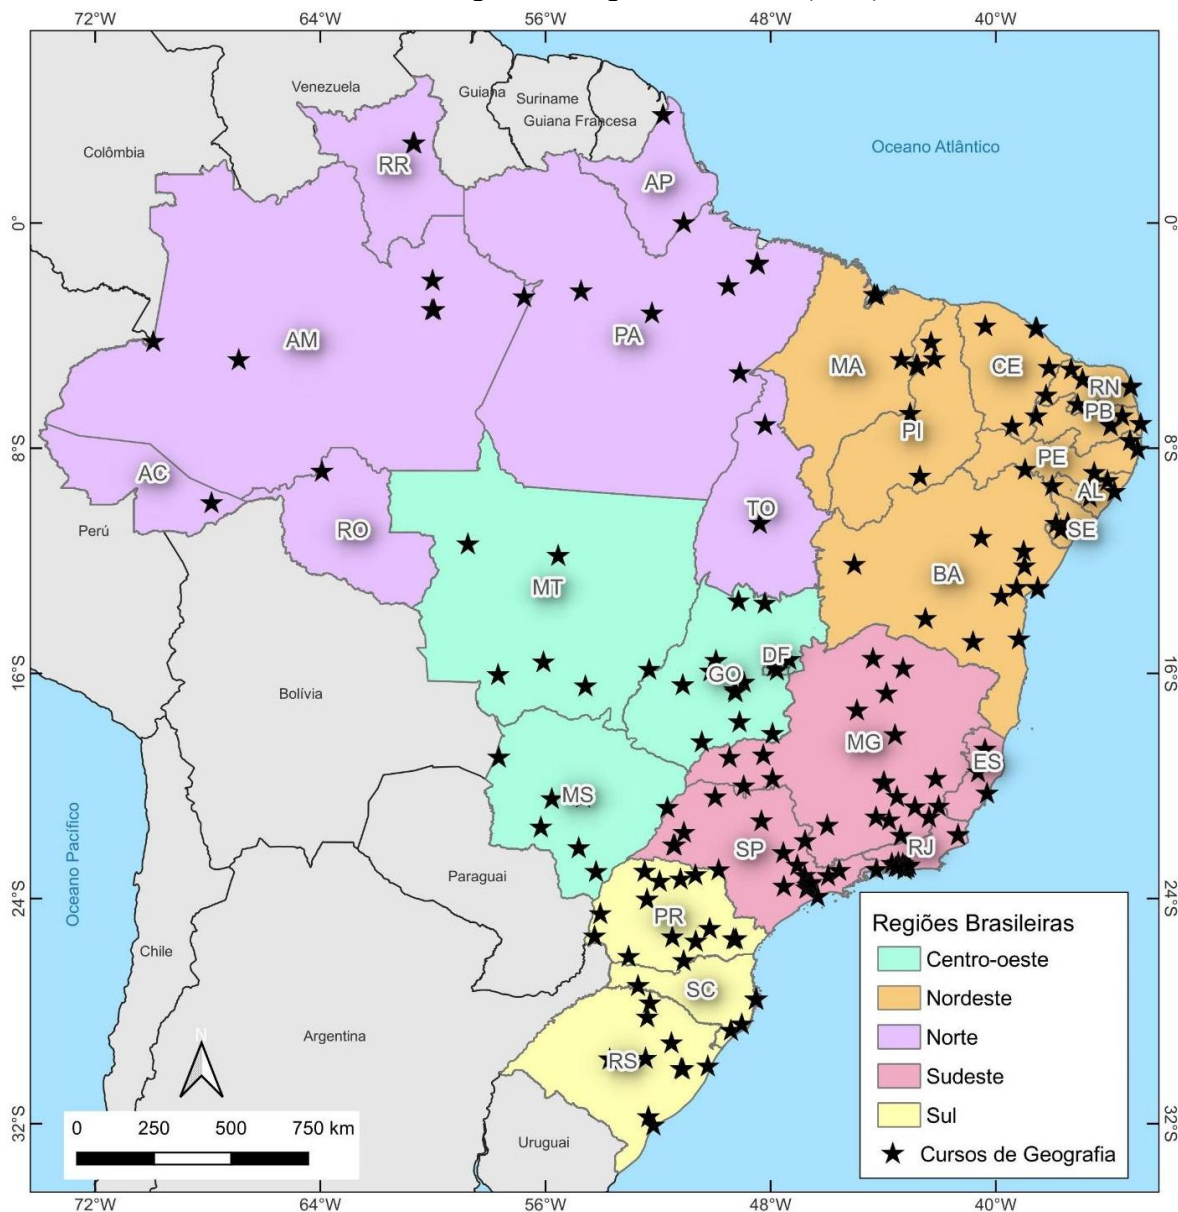 72°W 64°W 56°W 48°W 40°W
Venezuela
Guiana
Suriname
Guiana Francesa
Colômbia
Oceano Atlântico
RR
AP
0°
0°
AM
PA
MA
CE
RN
PB
PI
8°S
PE
8°S
AC
AL
TO
SE
RO
Perú
MT
BA
DF
GO
16°S
16°S
Bolívia
MG
ES
MS
Oceano Pacífico
SP
RJ
Paraguai
24°S
24°S
PR
Chile
SC
Argentina
RS
N
Uruguai
32°S
32°S
0 250 500 750 km
Regiões Brasileiras
Centro-oeste
Nordeste
Norte
Sudeste
Sul
Cursos de Geografia
72°W 64°W 56°W 48°W 40°W